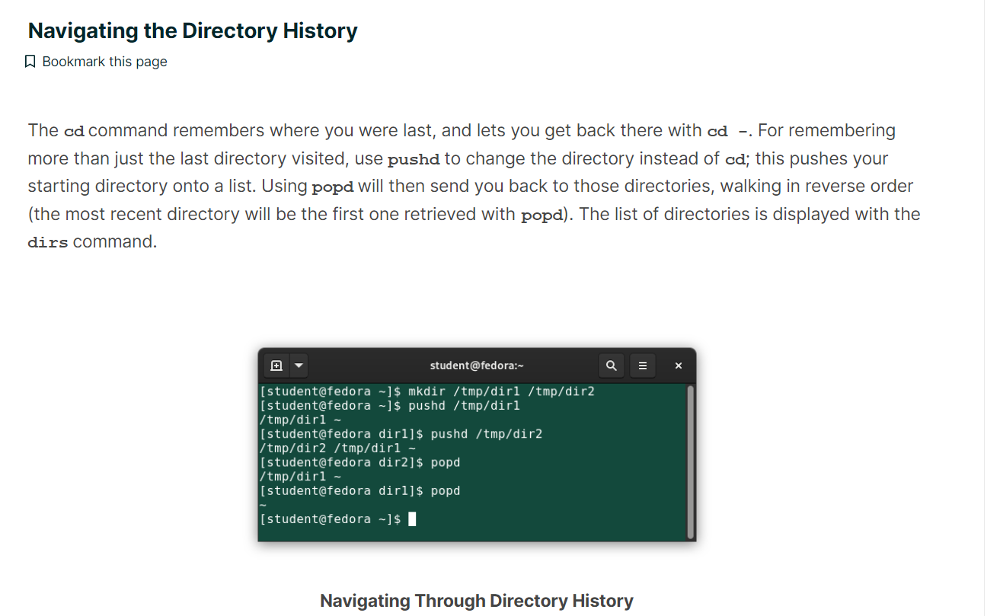 Navigating the Directory History
Bookmark this page
The cd command remembers where you were last, and lets you get back there with cd -. For remembering
more than just the last directory visited, use pushd to change the directory instead of cd; this pushes your
starting directory onto a list. Using popd will then send you back to those directories, walking in reverse order
(the most recent directory will be the first one retrieved with popd). The list of directories is displayed with the
dirs command.
student@fedora:~
[student@fedora ~]$ mkdir /tmp/dir1 /tmp/dir2
[student@fedora ~]$ pushd /tmp/dir1
/tmp/dir1 ~
[student@fedora dir1]$ pushd /tmp/dir2
/tmp/dir2 /tmp/dir1 ~
[student@fedora dir2]$ popd
/tmp/dir1 ~
[student@fedora dir1]$ popd
~
[student@fedora ~]$
Navigating Through Directory History